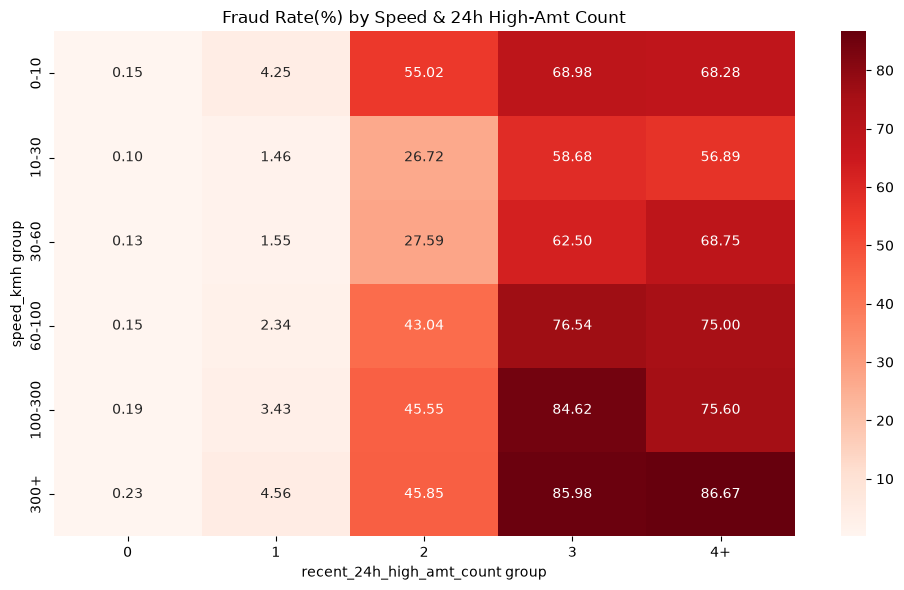 Fraud Rate(%) by Speed & 24h High-Amt Count
speed_kmh group
0-10 0.15 4.25 55.02 68.98 68.28
10-30 0.10 1.46 26.72 58.68 56.89
30-60 0.13 1.55 27.59 62.50 68.75
60-100 0.15 2.34 43.04 76.54 75.00
100-300 0.19 3.43 45.55 84.62 75.60
300+ 0.23 4.56 45.85 85.98 86.67
0 1 2 3 4+
recent_24h_high_amt_count group
80
70
60
50
40
30
20
10